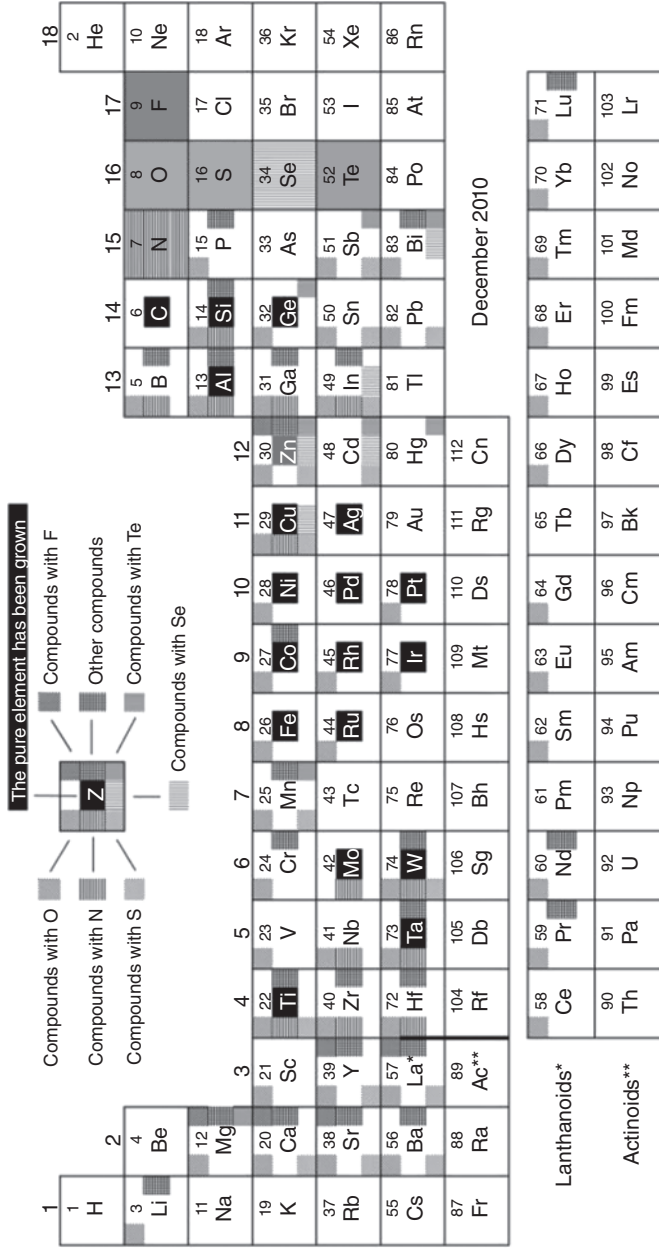 The pure element has been grown
Compounds with O Compounds with F
Compounds with N Z Other compounds
Compounds with S Compounds with Te
Compounds with Se
1 18
1 2
H He
2 13 14 15 16 17
3 4 5 6 7 8 9 10
Li Be B C N O F Ne
11 12 13 14 15 16 17 18
Na Mg Al Si P S Cl Ar
3 4 5 6 7 8 9 10 11 12
19 20 21 22 23 24 25 26 27 28 29 30 31 32 33 34 35 36
K Ca Sc Ti V Cr Mn Fe Co Ni Cu Zn Ga Ge As Se Br Kr
37 38 39 40 41 42 43 44 45 46 47 48 49 50 51 52 53 54
Rb Sr Y Zr Nb Mo Tc Ru Rh Pd Ag Cd In Sn Sb Te I Xe
55 56 57 72 73 74 75 76 77 78 79 80 81 82 83 84 85 86
Cs Ba La* Hf Ta W Re Os Ir Pt Au Hg Tl Pb Bi Po At Rn
87 88 89 104 105 106 107 108 109 110 111 112
Fr Ra Ac** Rf Db Sg Bh Hs Mt Ds Rg Cn
December 2010
58 59 60 61 62 63 64 65 66 67 68 69 70 71
Lanthanoids* Ce Pr Nd Pm Sm Eu Gd Tb Dy Ho Er Tm Yb Lu
90 91 92 93 94 95 96 97 98 99 100 101 102 103
Actinoids** Th Pa U Np Pu Am Cm Bk Cf Es Fm Md No Lr